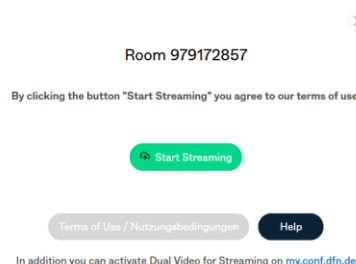 Room 979172857
By clicking the button "Start Streaming" you agree to our terms of use
Start Streaming
Terms of Use / Nutzungsbedingungen
Help
In addition you can activate Dual Video for Streaming on my.conf.dfn.de